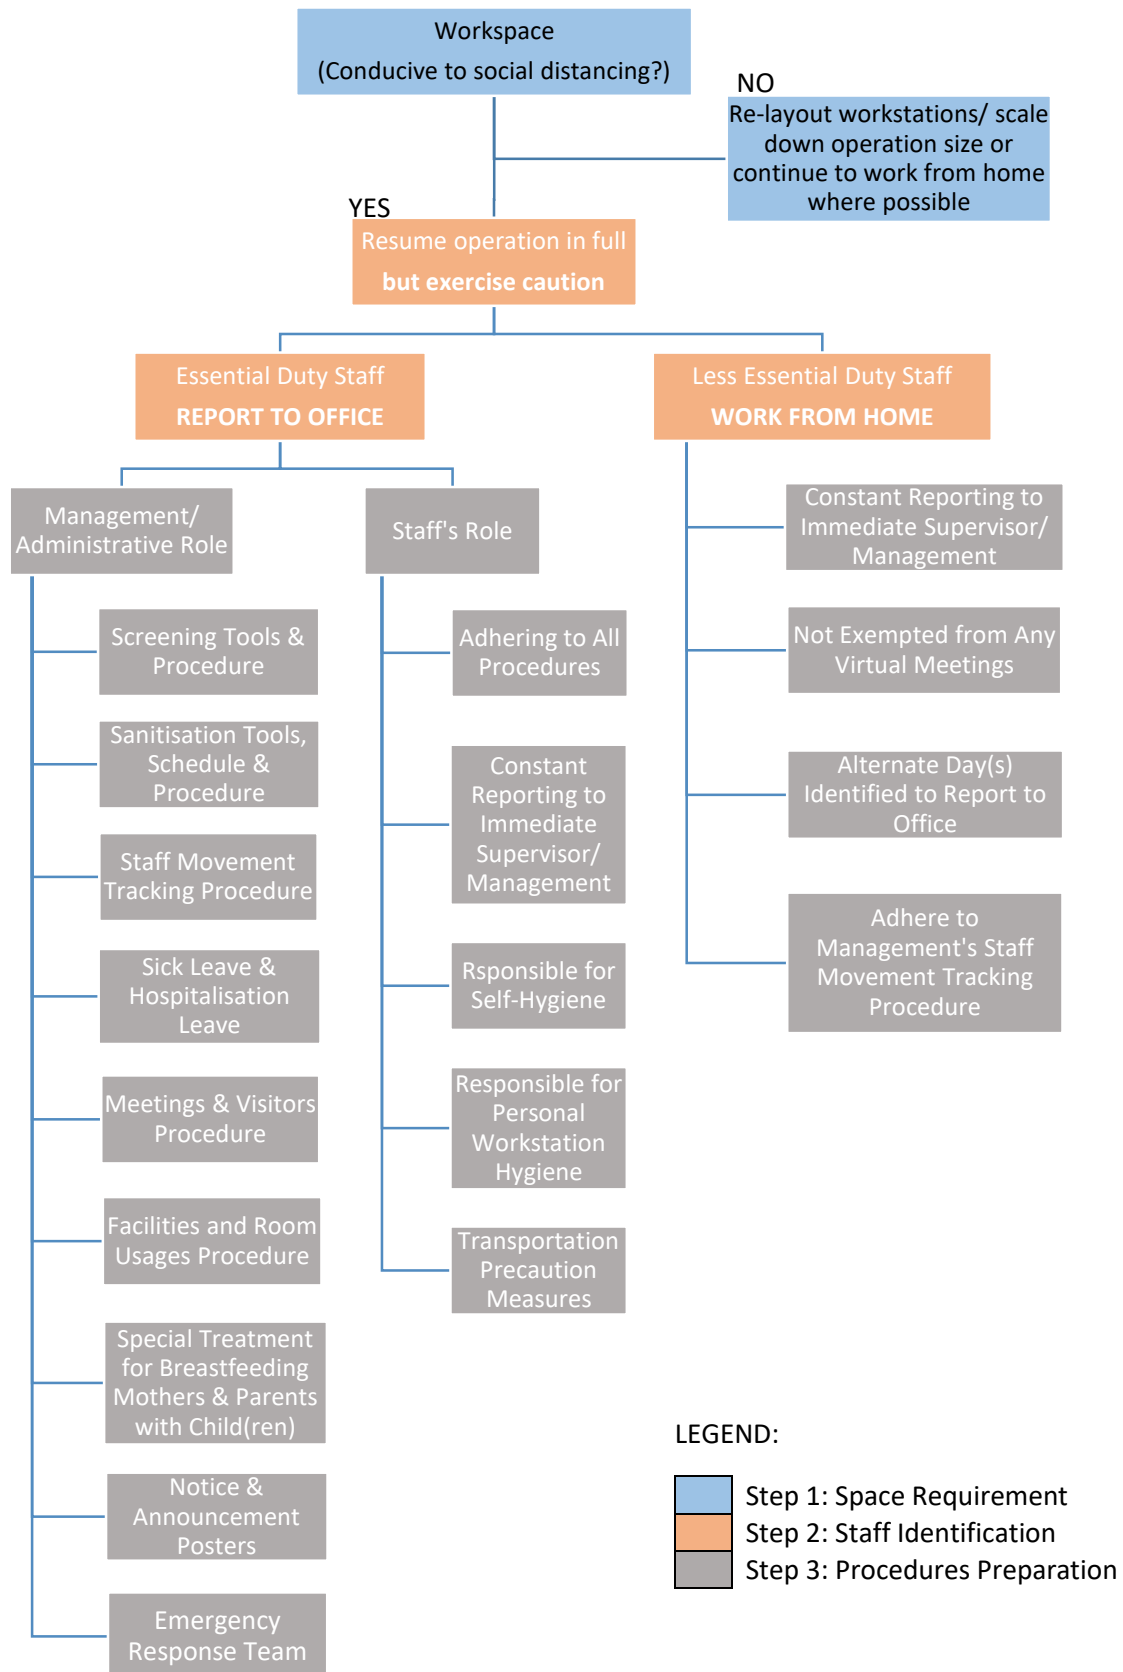 Workspace
(Conducive to social distancing?)
NO
Re-layout workstations/ scale
down operation size or
continue to work from home
where possible
YES
Resume operation in full
but exercise caution
Essential Duty Staff
REPORT TO OFFICE
Less Essential Duty Staff
WORK FROM HOME
Management/
Administrative Role
Screening Tools &
Procedure
Sanitisation Tools,
Schedule &
Procedure
Staff Movement
Tracking Procedure
Sick Leave &
Hospitalisation
Leave
Meetings & Visitors
Procedure
Facilities and Room
Usages Procedure
Special Treatment
for Breastfeeding
Mothers & Parents
with Child(ren)
Notice &
Announcement
Posters
Emergency
Response Team
Staff's Role
Adhering to All
Procedures
Constant
Reporting to
Immediate
Supervisor/
Management
Rsponsible for
Self-Hygiene
Responsible for
Personal
Workstation
Hygiene
Transportation
Precaution
Measures
Constant Reporting to
Immediate Supervisor/
Management
Not Exempted from Any
Virtual Meetings
Alternate Day(s)
Identified to Report to
Office
Adhere to
Management's Staff
Movement Tracking
Procedure
LEGEND:
Step 1: Space Requirement
Step 2: Staff Identification
Step 3: Procedures Preparation